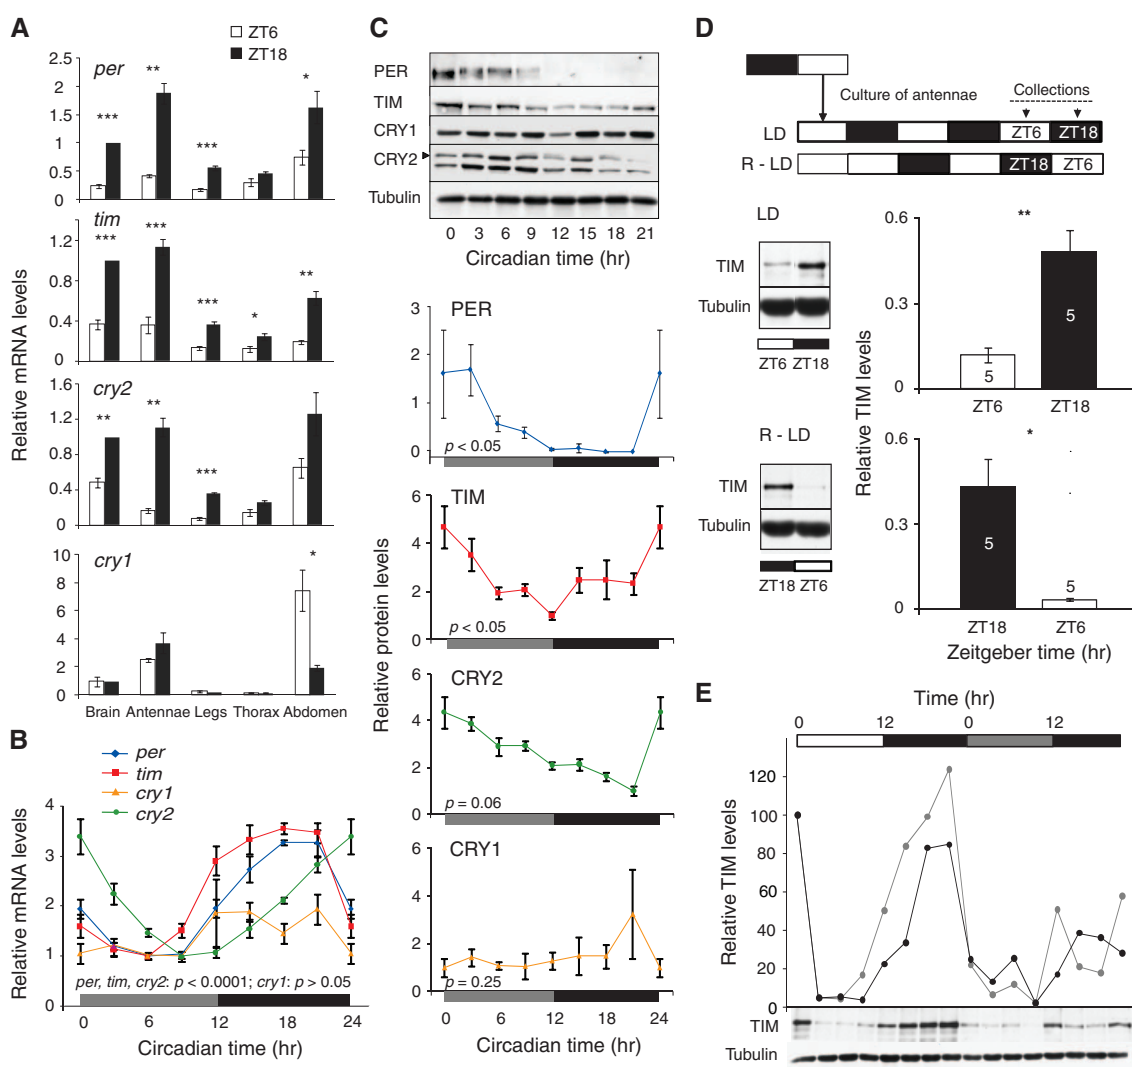 A
ZT6
ZT18
Relative mRNA levels
per
2.5
2
1.5
1
0.5
0
***
**
***
*
tim
1.2
0.8
0.4
0
***
***
***
*
**
cry2
1.6
1.2
0.8
0.4
0
**
**
***
cry1
10
8
6
4
2
0
*
Brain Antennae Legs Thorax Abdomen
B
per
tim
cry1
cry2
Relative mRNA levels
4
3
2
1
0
per, tim, cry2: p < 0.0001; cry1: p > 0.05
0 6 12 18 24
Circadian time (hr)
C
PER
TIM
CRY1
CRY2
Tubulin
0 3 6 9 12 15 18 21
Circadian time (hr)
Relative protein levels
PER
3
2
1
0
p < 0.05
TIM
6
4
2
0
p < 0.05
CRY2
6
4
2
0
p = 0.06
CRY1
6
4
2
0
p = 0.25
0 6 12 18 24
Circadian time (hr)
D
Culture of antennae
Collections
LD
ZT6 ZT18
R - LD
ZT18 ZT6
LD
TIM
Tubulin
ZT6 ZT18
Relative TIM levels
0.6
0.3
0
**
5
5
ZT6 ZT18
R - LD
TIM
Tubulin
ZT18 ZT6
0.6
0.3
0
*
5
5
ZT18 ZT6
Zeitgeber time (hr)
E
Time (hr)
0 12 0 12
Relative TIM levels
120
100
80
60
40
20
0
TIM
Tubulin